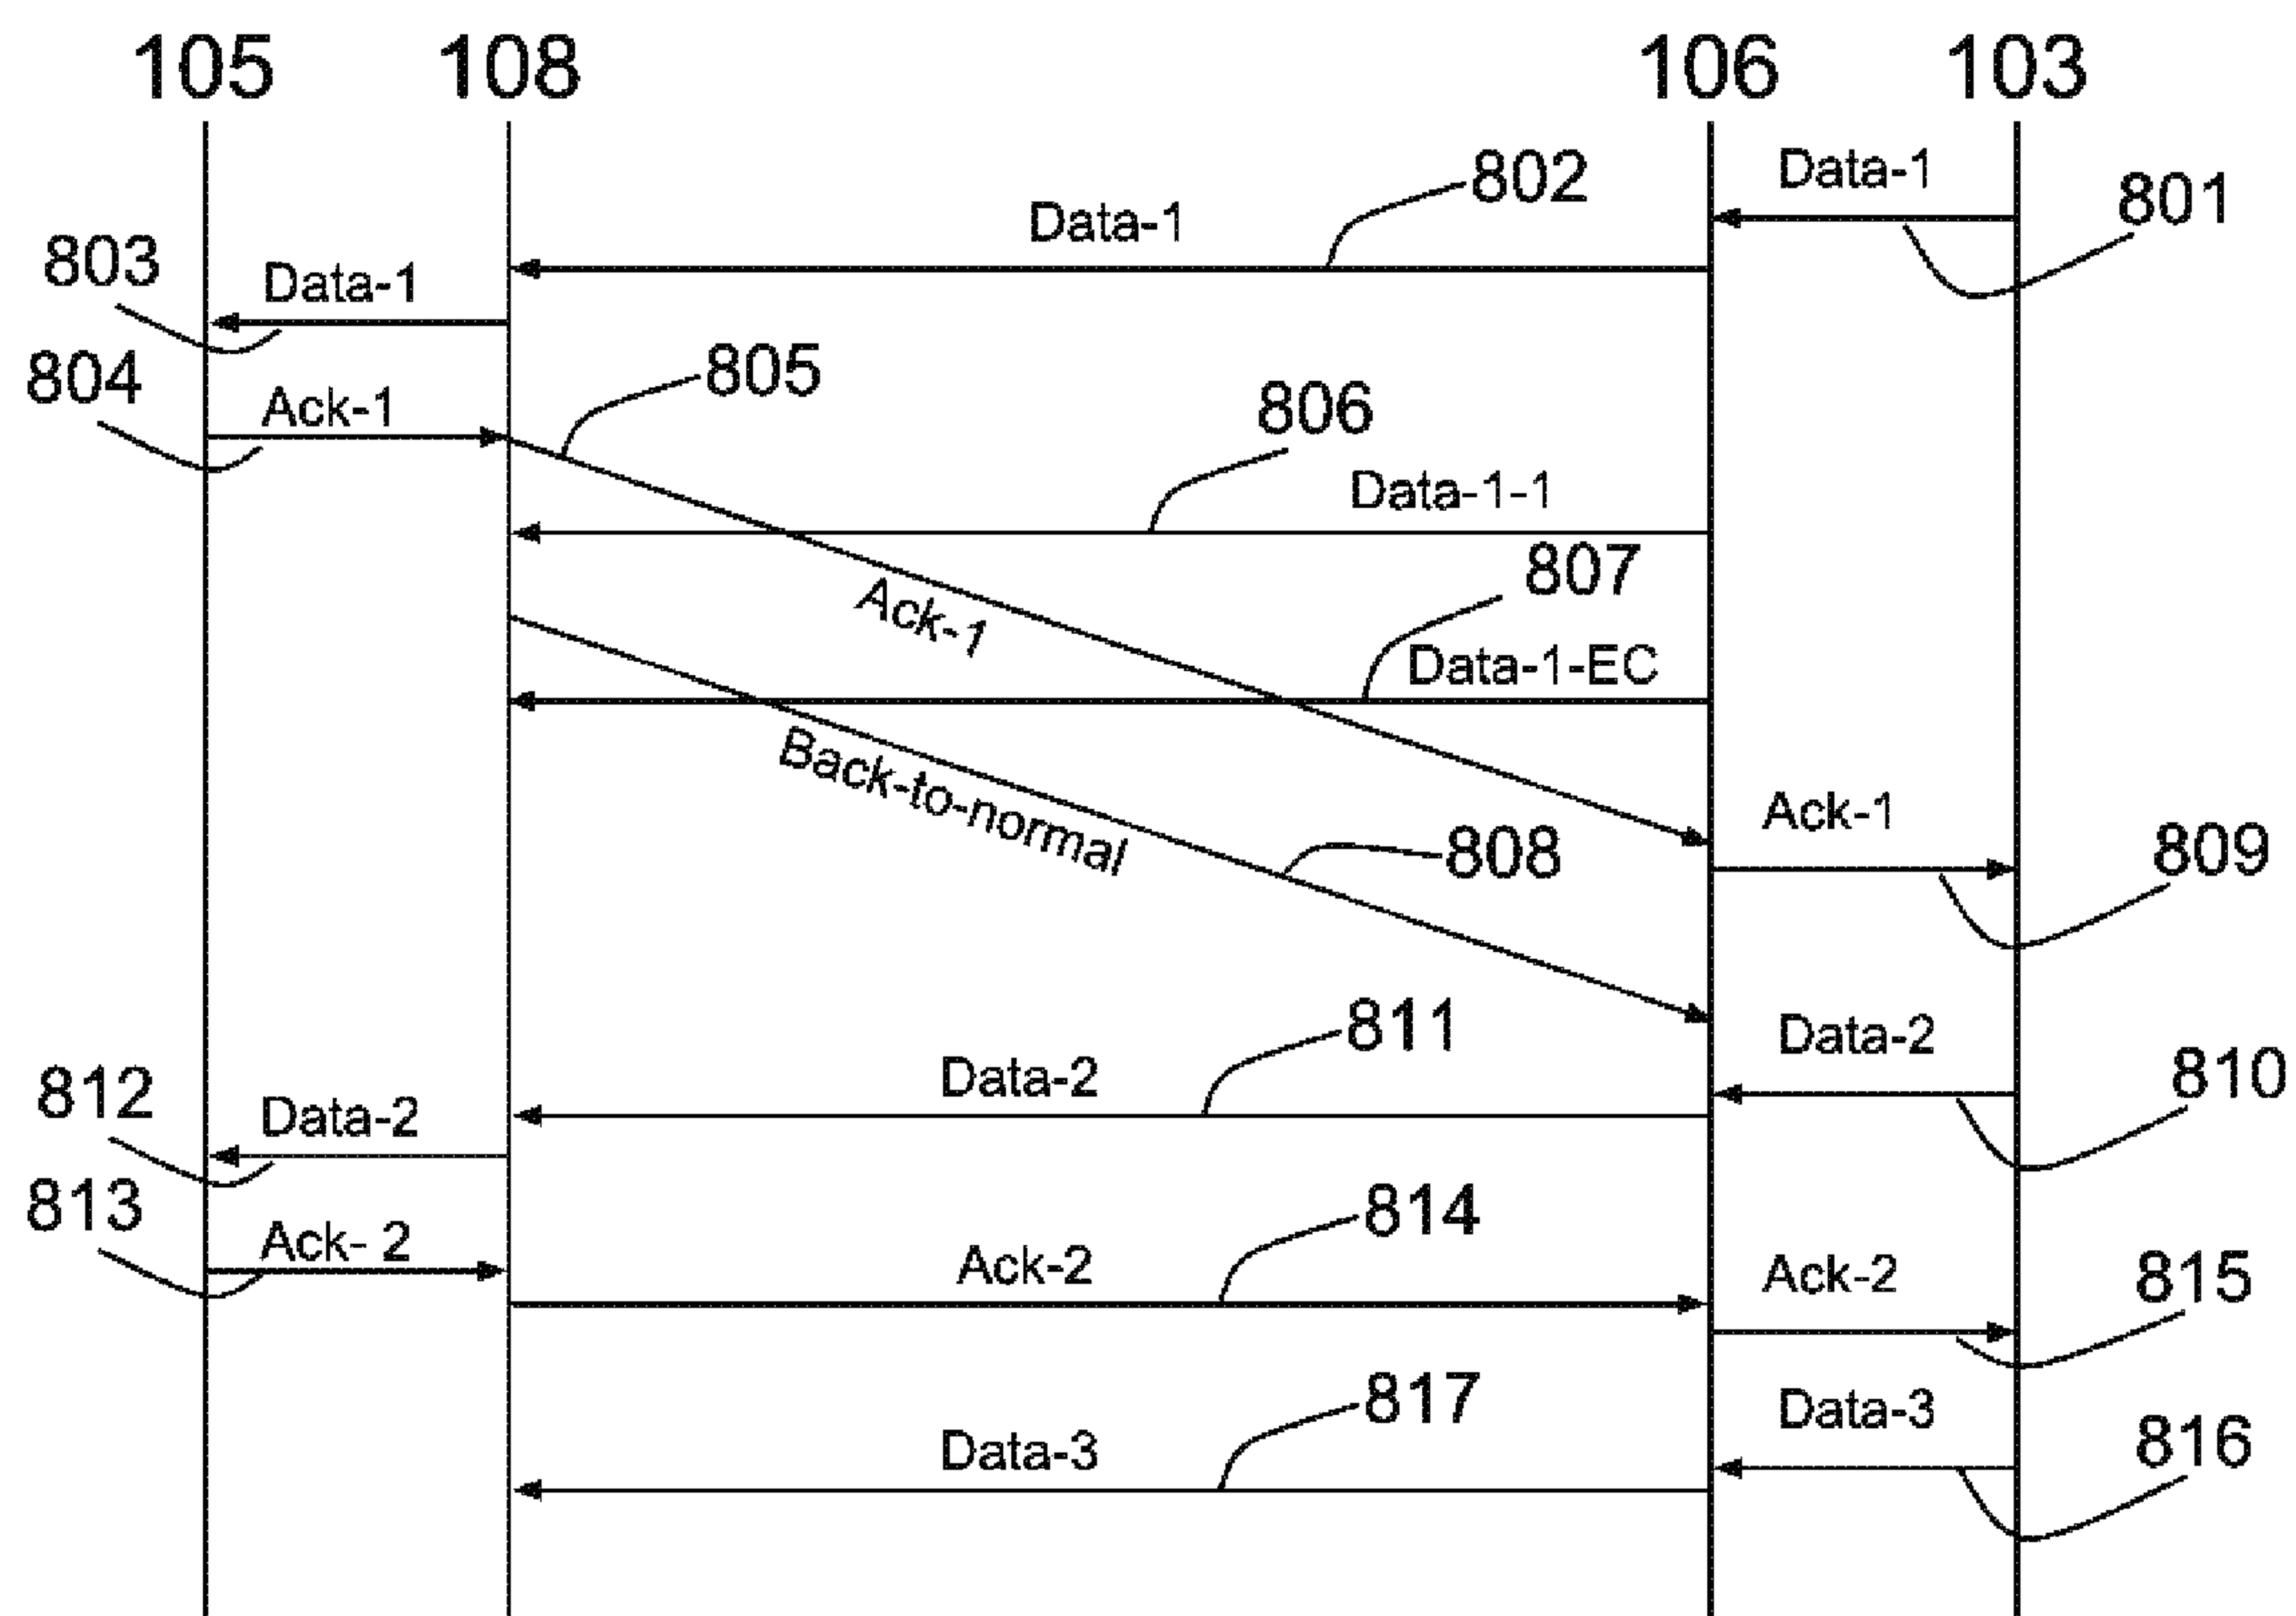 105 108 106 103
Data-1
802
801
Data-1
803
Data-1
805
804
Ack-1
806
Data-1-1
807
Ack-1
Data-1-EC
Back-to-normal
Ack-1
808
809
811
Data-2
812
Data-2
810
Data-2
813
814
Ack- 2
Ack-2
Ack-2
815
817
Data-3
Data-3
816